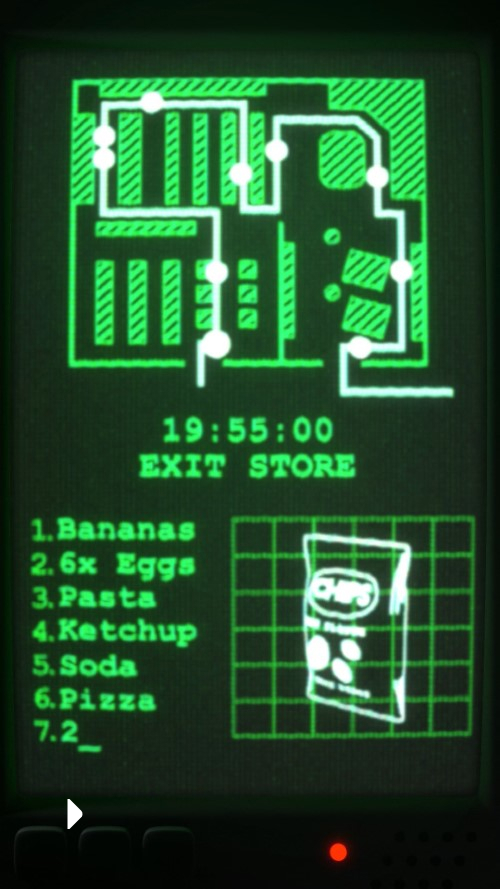 19:55:00
EXIT STORE
1.Bananas
2.6x Eggs
3.Pasta
4.Ketchup
5.Soda
6.Pizza
7.2_
CHIPS